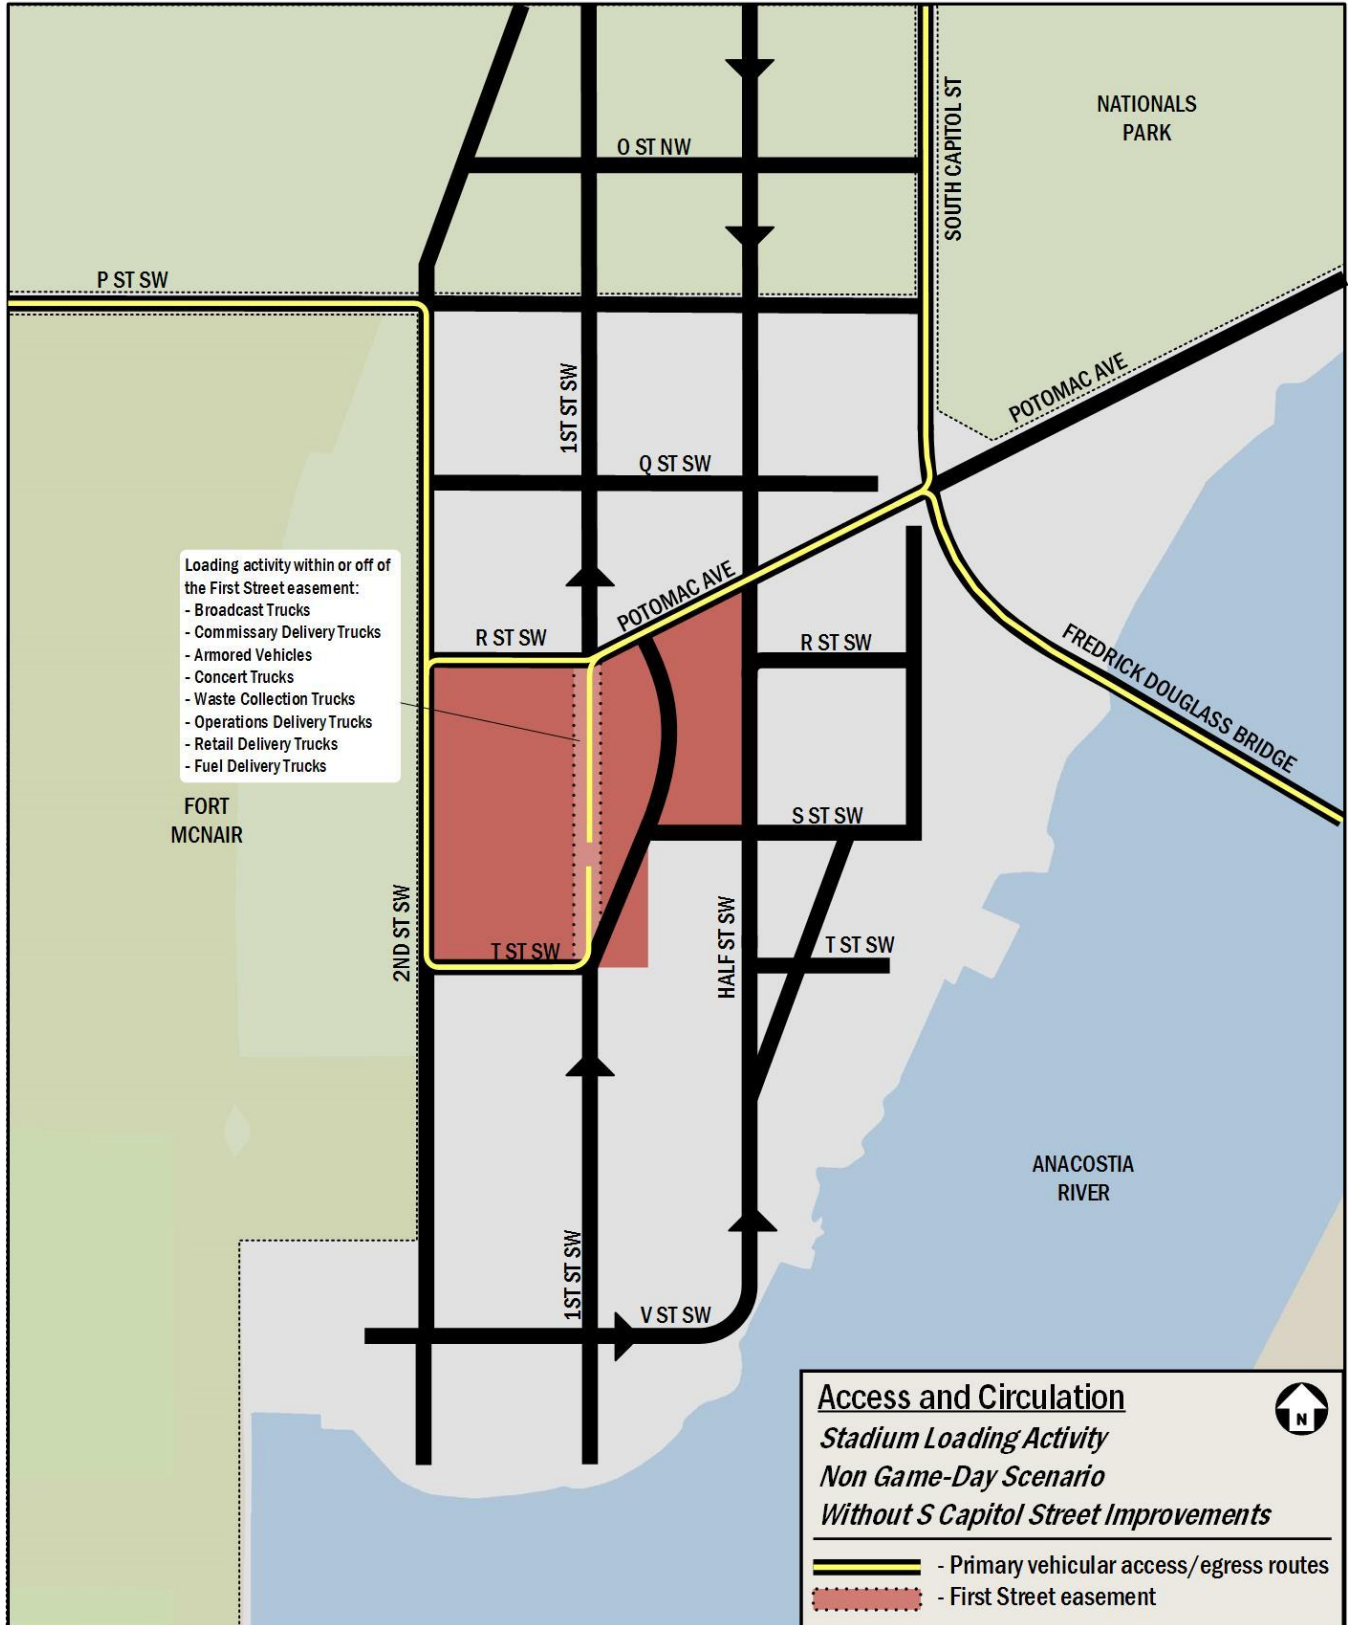 NATIONALS
PARK
SOUTH CAPITOL ST
O ST NW
P ST SW
1ST ST SW
POTOMAC AVE
Q ST SW
Loading activity within or off of
the First Street easement:
- Broadcast Trucks
- Commissary Delivery Trucks
- Armored Vehicles
- Concert Trucks
- Waste Collection Trucks
- Operations Delivery Trucks
- Retail Delivery Trucks
- Fuel Delivery Trucks
POTOMAC AVE
R ST SW
R ST SW
FREDRICK DOUGLASS BRIDGE
FORT
MCNAIR
S ST SW
2ND ST SW
T ST SW
HALF ST SW
T ST SW
ANACOSTIA
RIVER
1ST ST SW
V ST SW
Access and Circulation
N
Stadium Loading Activity
Non Game-Day Scenario
Without S Capitol Street Improvements
- Primary vehicular access/egress routes
- First Street easement